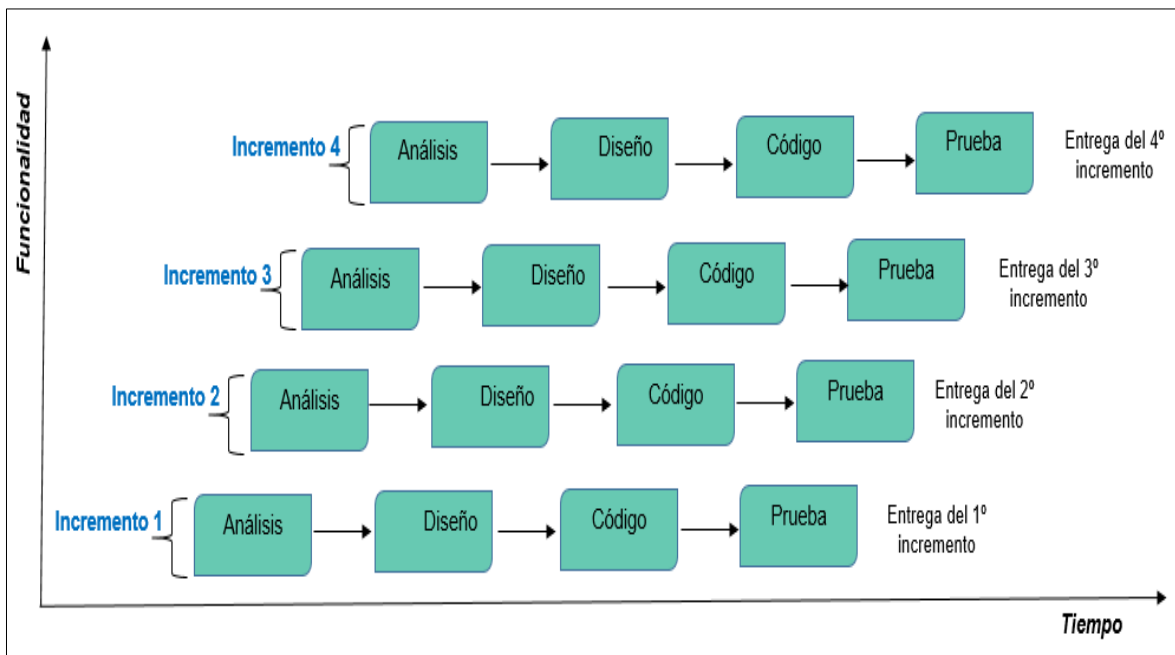 Funcionalidad
Incremento 4
Análisis
Diseño
Código
Prueba
Entrega del 4º
incremento
Incremento 3
Análisis
Diseño
Código
Prueba
Entrega del 3º
incremento
Incremento 2
Análisis
Diseño
Código
Prueba
Entrega del 2º
incremento
Incremento 1
Análisis
Diseño
Código
Prueba
Entrega del 1º
incremento
Tiempo